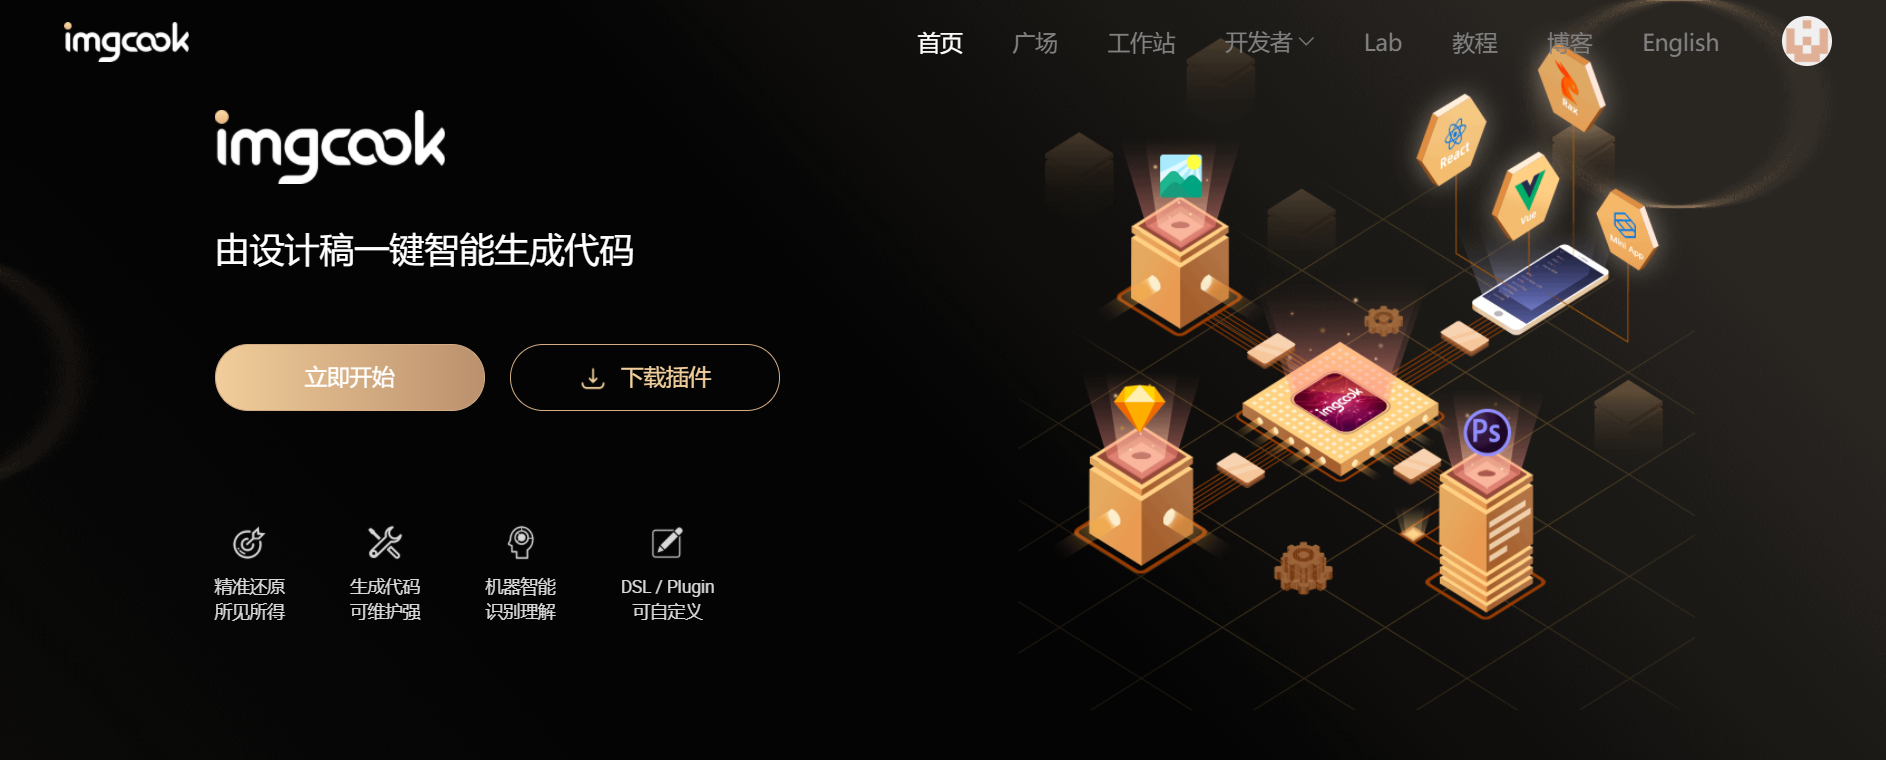 imgcook
首页
广场
工作站
开发者
Lab
教程
博客
English
imgcook
由设计稿一键智能生成代码
立即开始
下载插件
精准还原
所见所得
生成代码
可维护强
机器智能
识别理解
DSL / Plugin
可自定义
Rax
React
Vue
Mini App
imgcook
Ps